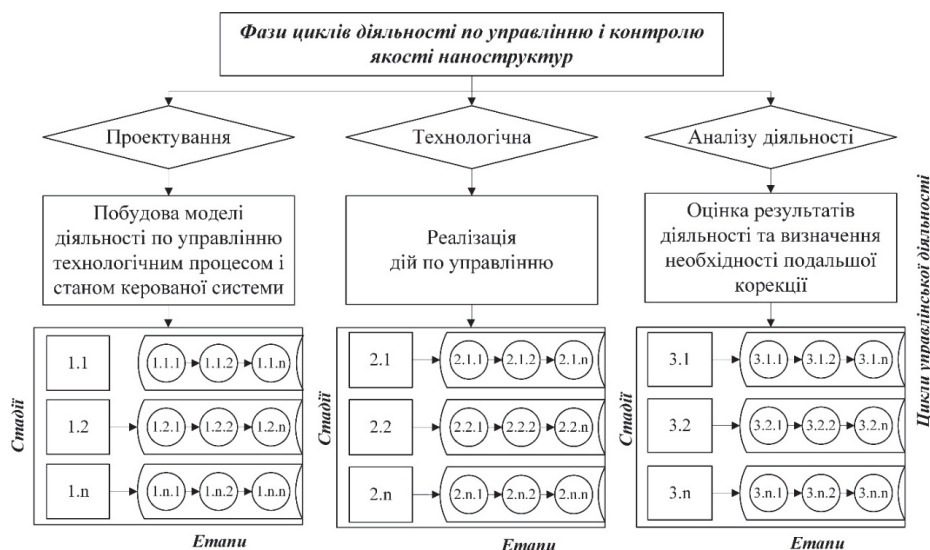 Фази циклів діяльності по управлінню і контролю
якості наноструктур
Проектування
Технологічна
Аналізу діяльності
Побудова моделі
діяльності по управлінню
технологічним процесом і
станом керованої системи
Реалізація
дій по управлінню
Оцінка результатів
діяльності та визначення
необхідності подальшої
корекції
Цикли управлінської діяльності
Стадії
1.1
1.1.1
1.1.2
1.1.n
1.2
1.2.1
1.2.2
1.2.n
1.n
1.n.1
1.n.2
1.n.n
Етапи
Стадії
2.1
2.1.1
2.1.2
2.1.n
2.2
2.2.1
2.2.2
2.2.n
2.n
2.n.1
2.n.2
2.n.n
Етапи
Стадії
3.1
3.1.1
3.1.2
3.1.n
3.2
3.2.1
3.2.2
3.2.n
3.n
3.n.1
3.n.2
3.n.n
Етапи